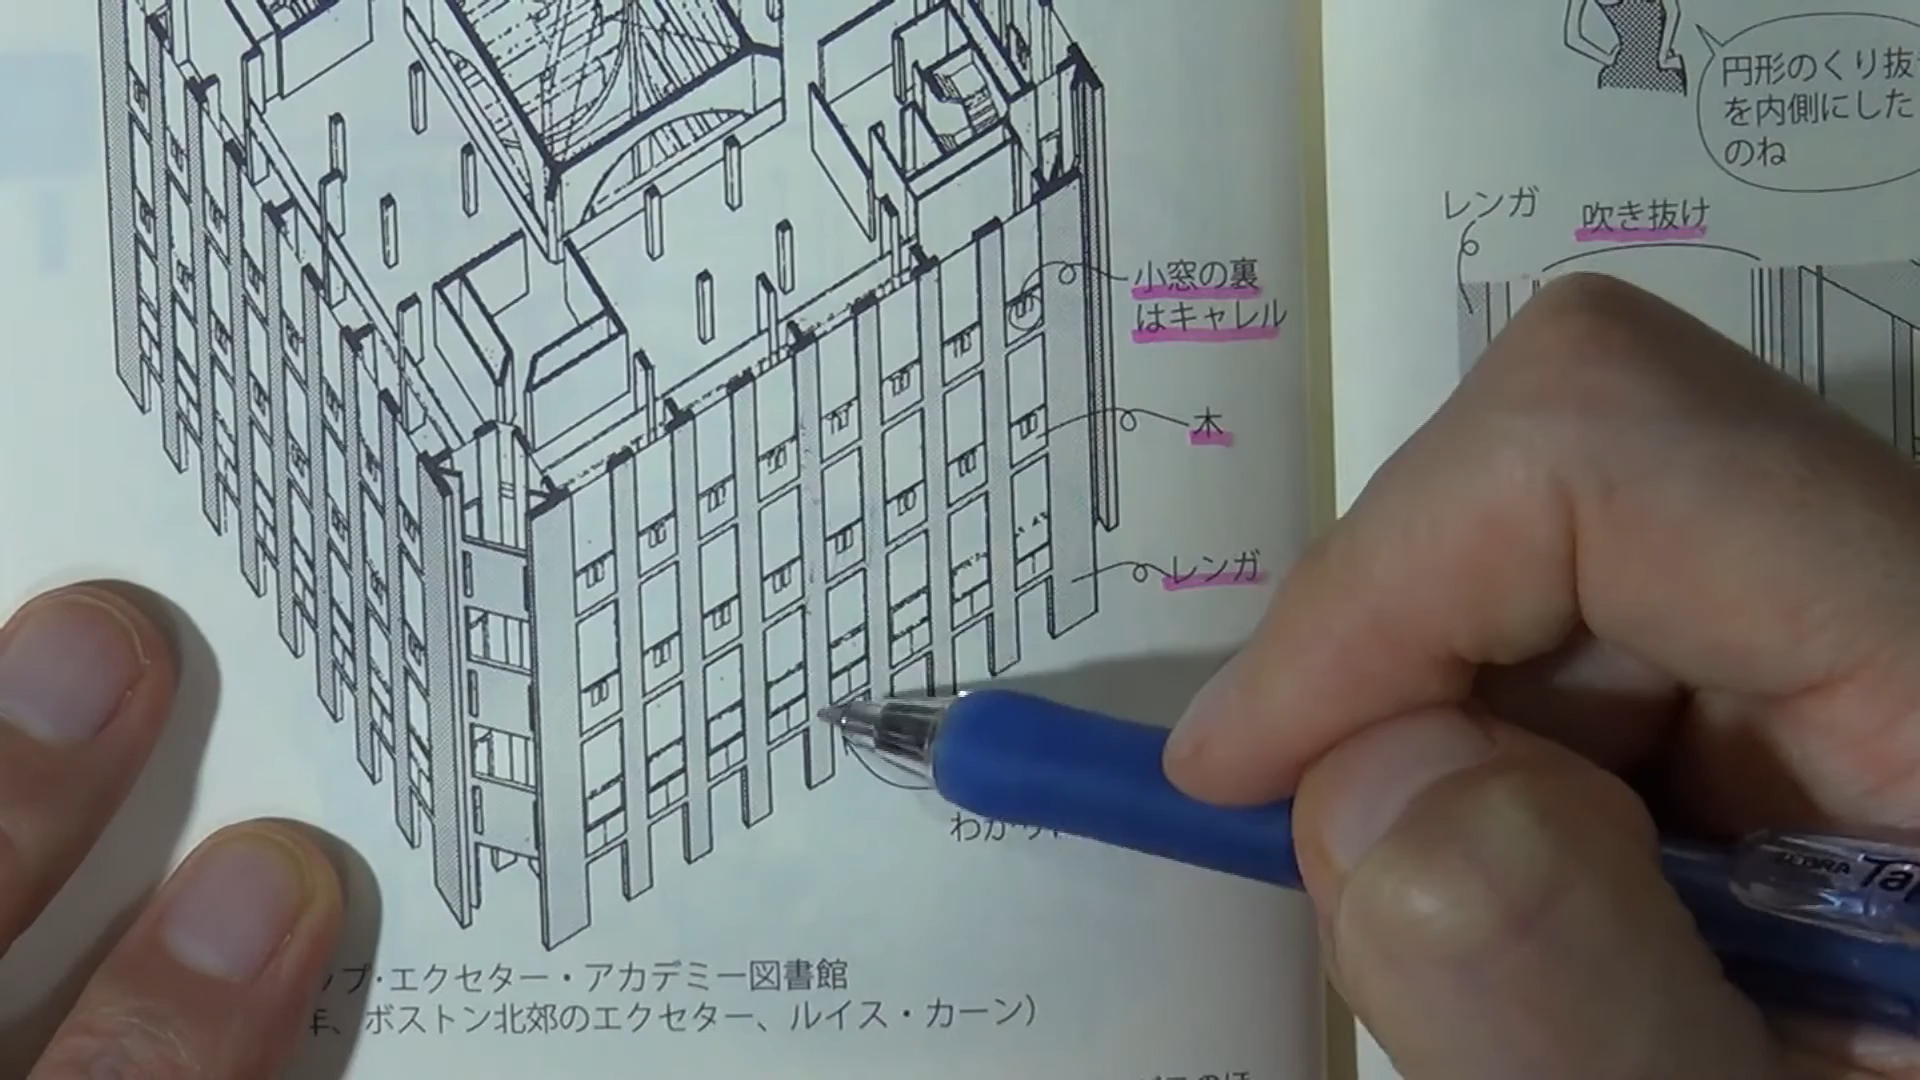 円形のくり抜
を内側にした
のね
レンガ
吹き抜け
小窓の裏
はキャレル
木
レンガ
プ・エクセター・アカデミー図書館
年、ボストン北郊のエクセター、ルイス・カーン)